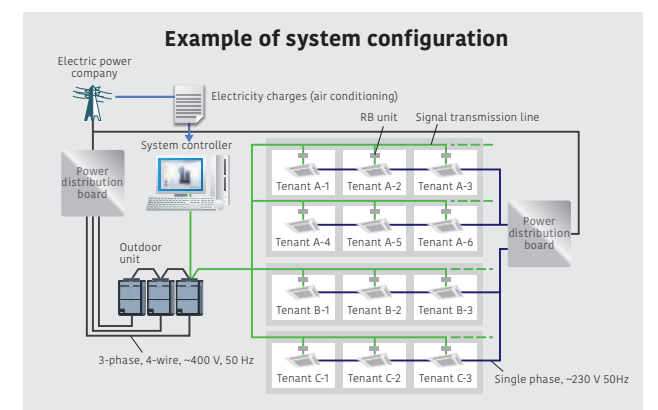 Example of system configuration
Electric power
company
Electricity charges (air conditioning)
RB unit
Signal transmission line
System controller
Power
distribution
board
Tenant A-1
Tenant A-2
Tenant A-3
Tenant A-4
Tenant A-5
Tenant A-6
Power
distribution
board
Outdoor
unit
Tenant B-1
Tenant B-2
Tenant B-3
3-phase, 4-wire, ~400 V, 50 Hz
Tenant C-1
Tenant C-2
Tenant C-3
Single phase, ~230 V 50Hz